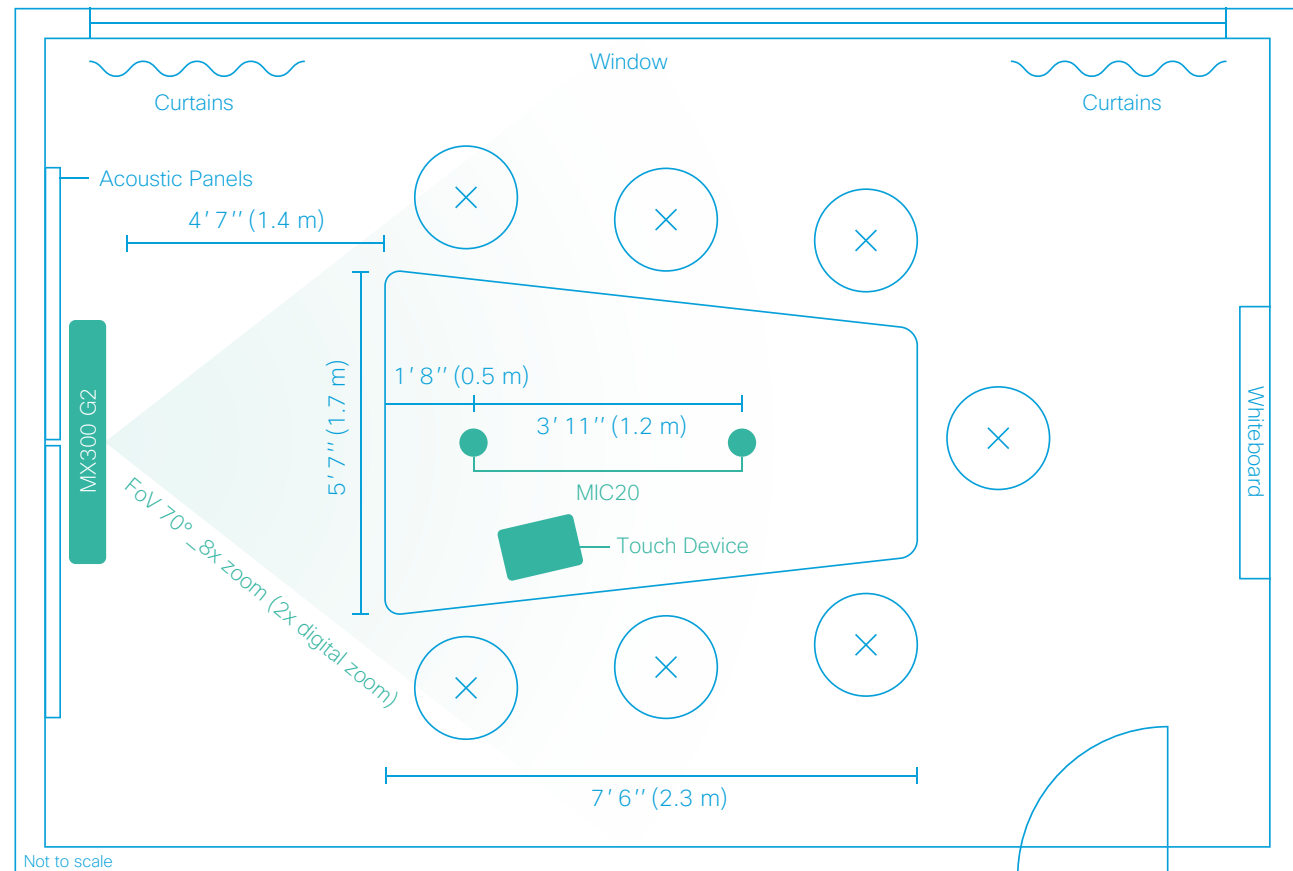 Window
Curtains
Curtains
Acoustic Panels
4' 7'' (1.4 m)
1' 8'' (0.5 m)
5' 7'' (1.7 m)
3' 11'' (1.2 m)
MX300 G2
Whiteboard
FoV 70°_8x zoom (2x digital zoom)
MIC20
Touch Device
7' 6'' (2.3 m)
Not to scale